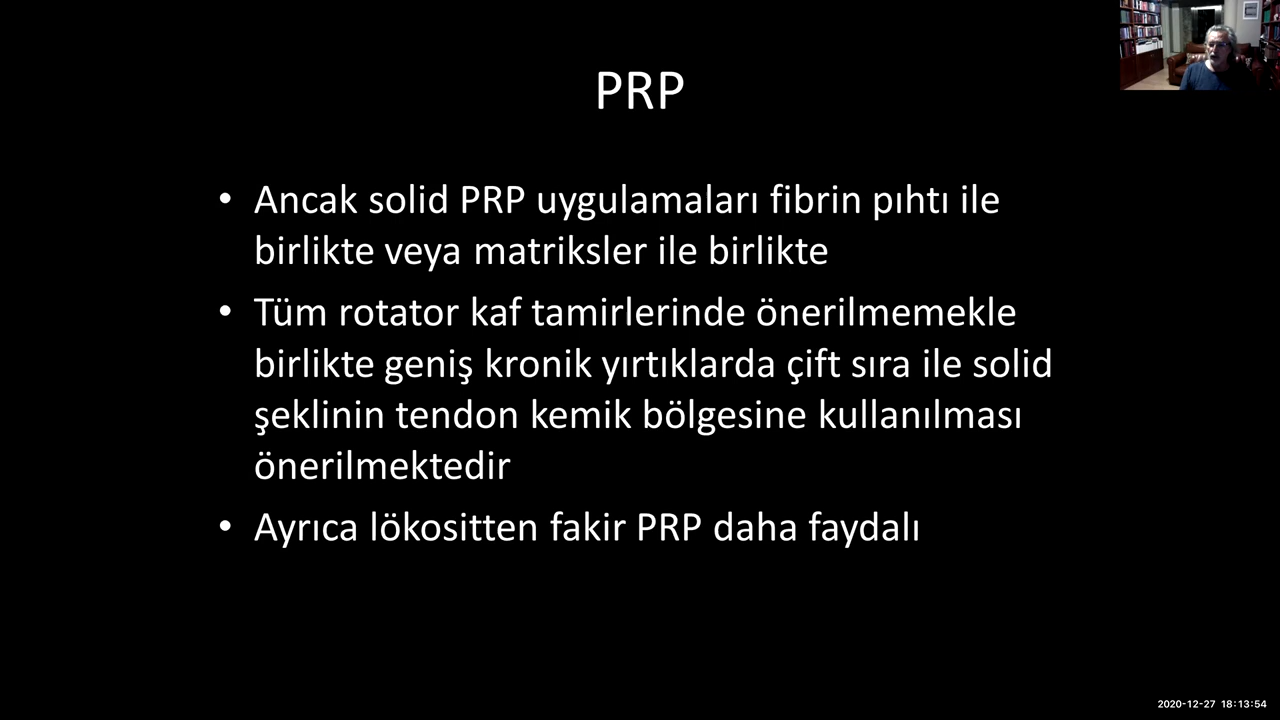 PRP
• Ancak solid PRP uygulamaları fibrin pıhtı ile
birlikte veya matriksler ile birlikte
• Tüm rotator kaf tamirlerinde önerilmemekle
birlikte geniş kronik yırtıklarda çift sıra ile solid
şeklinin tendon kemik bölgesine kullanılması
önerilmektedir
• Ayrıca lökositten fakir PRP daha faydalı
2020-12-27 18:13:54